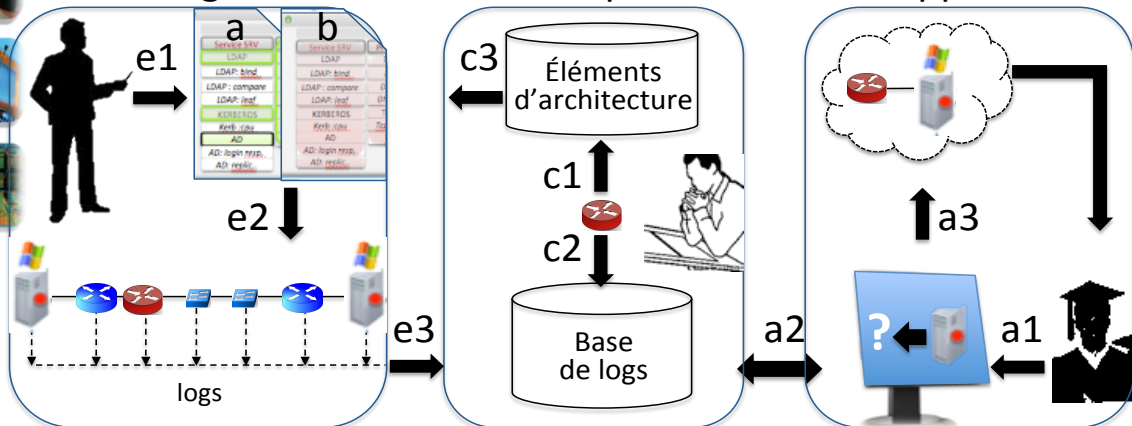 e1
a
b
Service SRV
LDAP
LDAP: bind
LDAP : compare
LDAP: leaf
KERBEROS
Kerb :cpu
AD
AD: login resp.
AD: replic.
Service SRV
LDAP
LDAP: bind
LDAP : compare
LDAP: leaf
KERBEROS
Kerb :cpu
AD
AD: login resp.
AD: replic.
e2
logs
e3
c3
Éléments
d’architecture
c1
c2
Base
de logs
a2
a3
?
a1